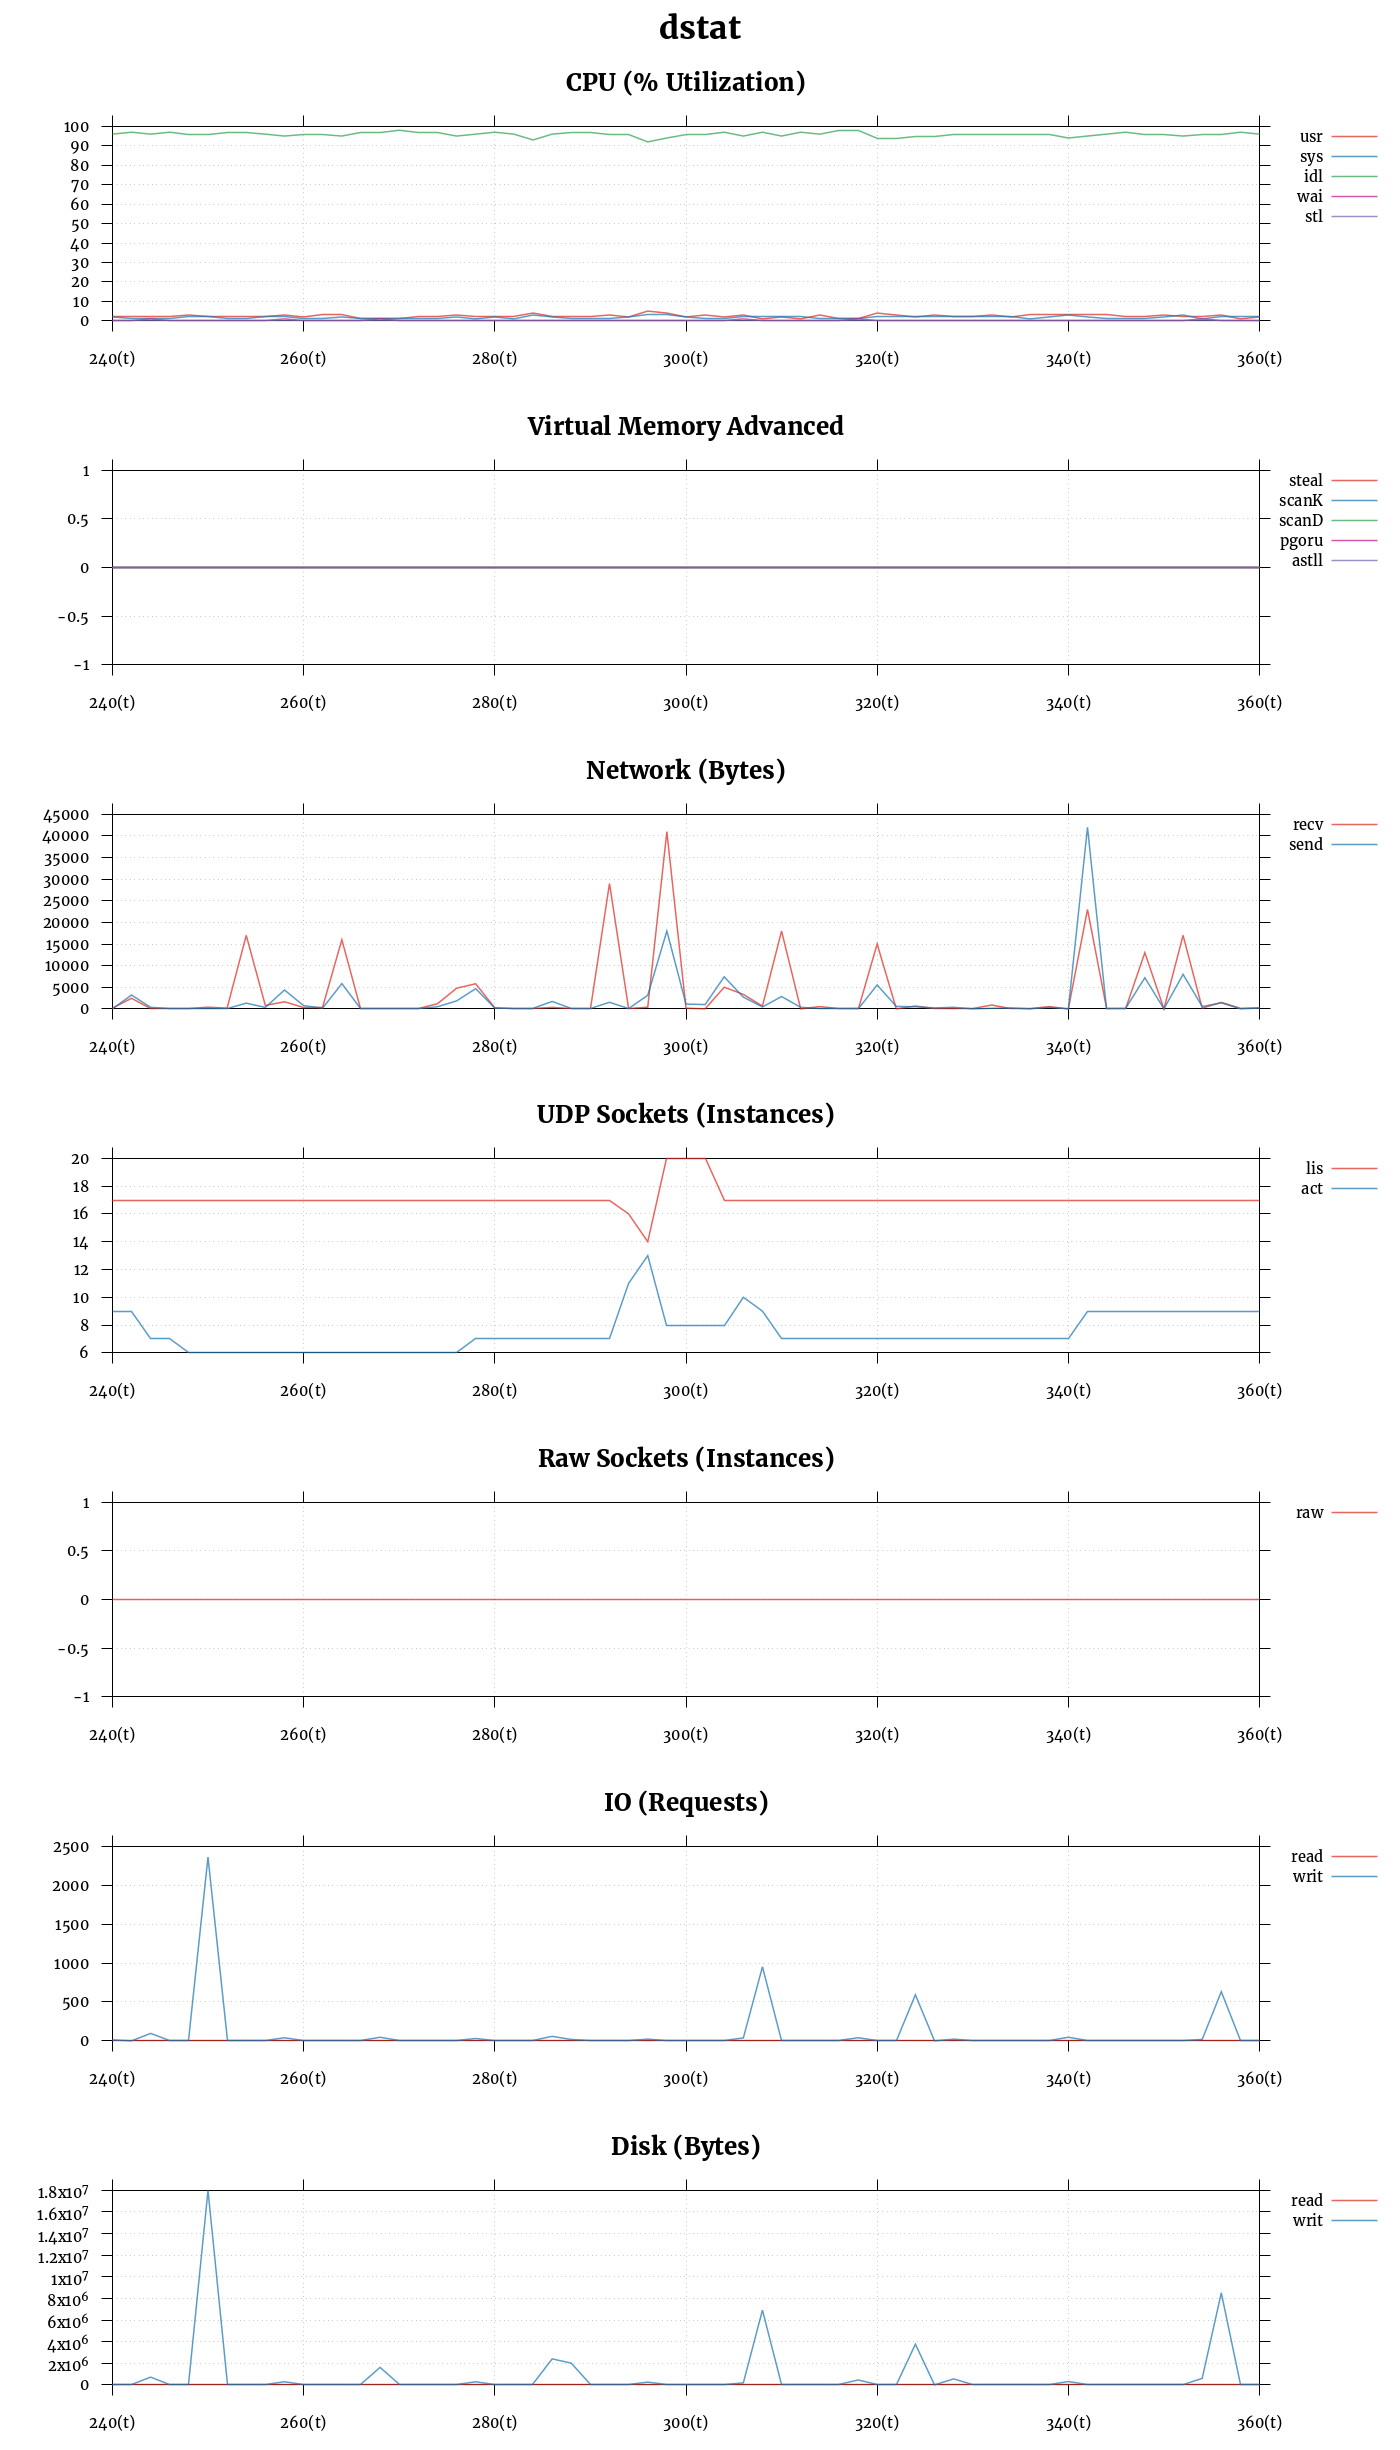 dstat
CPU (% Utilization)
100
90
80
70
60
50
40
30
20
10
0
240(t) 260(t) 280(t) 300(t) 320(t) 340(t) 360(t)
usr
sys
idl
wai
stl
Virtual Memory Advanced
1
0.5
0
-0.5
-1
240(t) 260(t) 280(t) 300(t) 320(t) 340(t) 360(t)
steal
scanK
scanD
pgoru
astll
Network (Bytes)
45000
40000
35000
30000
25000
20000
15000
10000
5000
0
240(t) 260(t) 280(t) 300(t) 320(t) 340(t) 360(t)
recv
send
UDP Sockets (Instances)
20
18
16
14
12
10
8
6
240(t) 260(t) 280(t) 300(t) 320(t) 340(t) 360(t)
lis
act
Raw Sockets (Instances)
1
0.5
0
-0.5
-1
240(t) 260(t) 280(t) 300(t) 320(t) 340(t) 360(t)
raw
IO (Requests)
2500
2000
1500
1000
500
0
240(t) 260(t) 280(t) 300(t) 320(t) 340(t) 360(t)
read
writ
Disk (Bytes)
1.8x10⁷
1.6x10⁷
1.4x10⁷
1.2x10⁷
1x10⁷
8x10⁶
6x10⁶
4x10⁶
2x10⁶
0
240(t) 260(t) 280(t) 300(t) 320(t) 340(t) 360(t)
read
writ